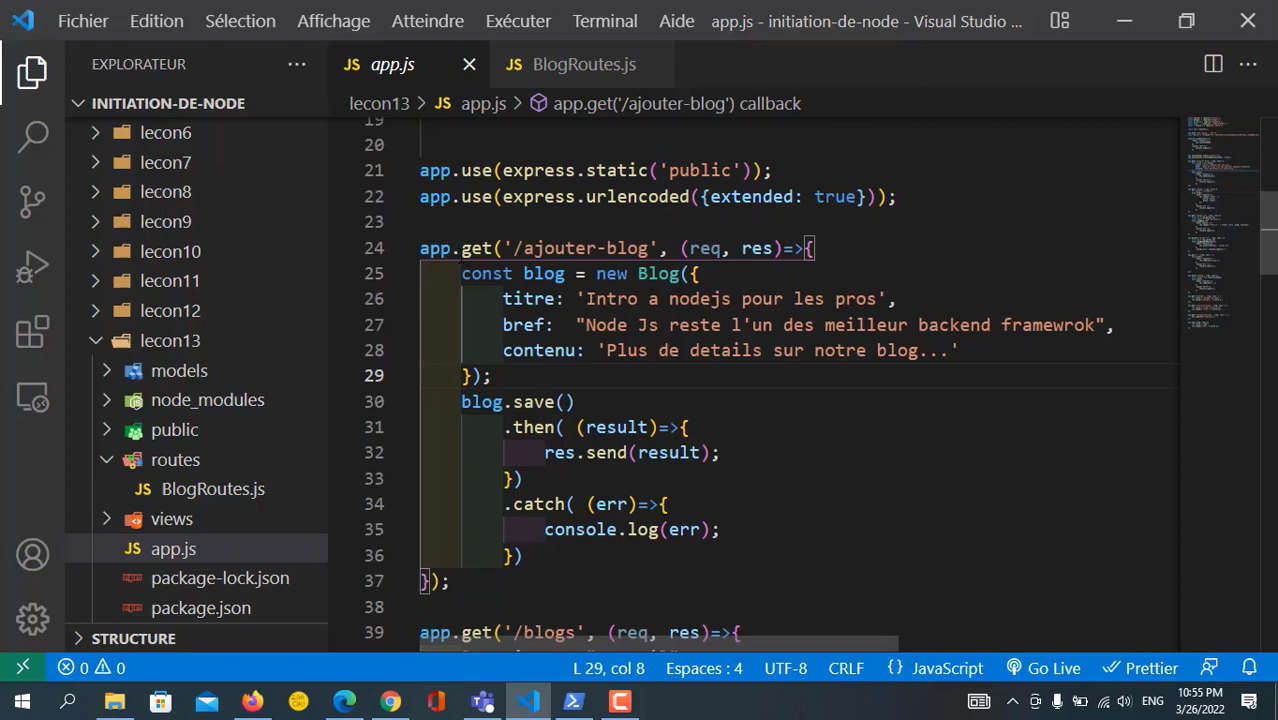 Fichier Edition Sélection Affichage Atteindre Exécuter Terminal Aide app.js - initiation-de-node - Visual Studio ...
EXPLORATEUR ...
JS app.js
JS BlogRoutes.js
INITIATION-DE-NODE
lecon13 > JS app.js > app.get('/ajouter-blog') callback
lecon6
lecon7
lecon8
lecon9
lecon10
lecon11
lecon12
lecon13
models
node_modules
public
routes
BlogRoutes.js
views
JS app.js
package-lock.json
package.json
STRUCTURE
19
20
21 app.use(express.static('public'));
22 app.use(express.urlencoded({extended: true}));
23
24 app.get('/ajouter-blog', (req, res)=>{
25 const blog = new Blog({
26 titre: 'Intro a nodejs pour les pros',
27 bref: "Node Js reste l'un des meilleur backend framewrok",
28 contenu: 'Plus de details sur notre blog...'
29 });
30 blog.save()
31 .then( (result)=>{
32 res.send(result);
33 })
34 .catch( (err)=>{
35 console.log(err);
36 })
37 });
38
39 app.get('/blogs', (req, res)=>{
0 0 L 29, col 8 Espaces : 4 UTF-8 CRLF {} JavaScript Go Live Prettier
ENG
10:55 PM
3/26/2022